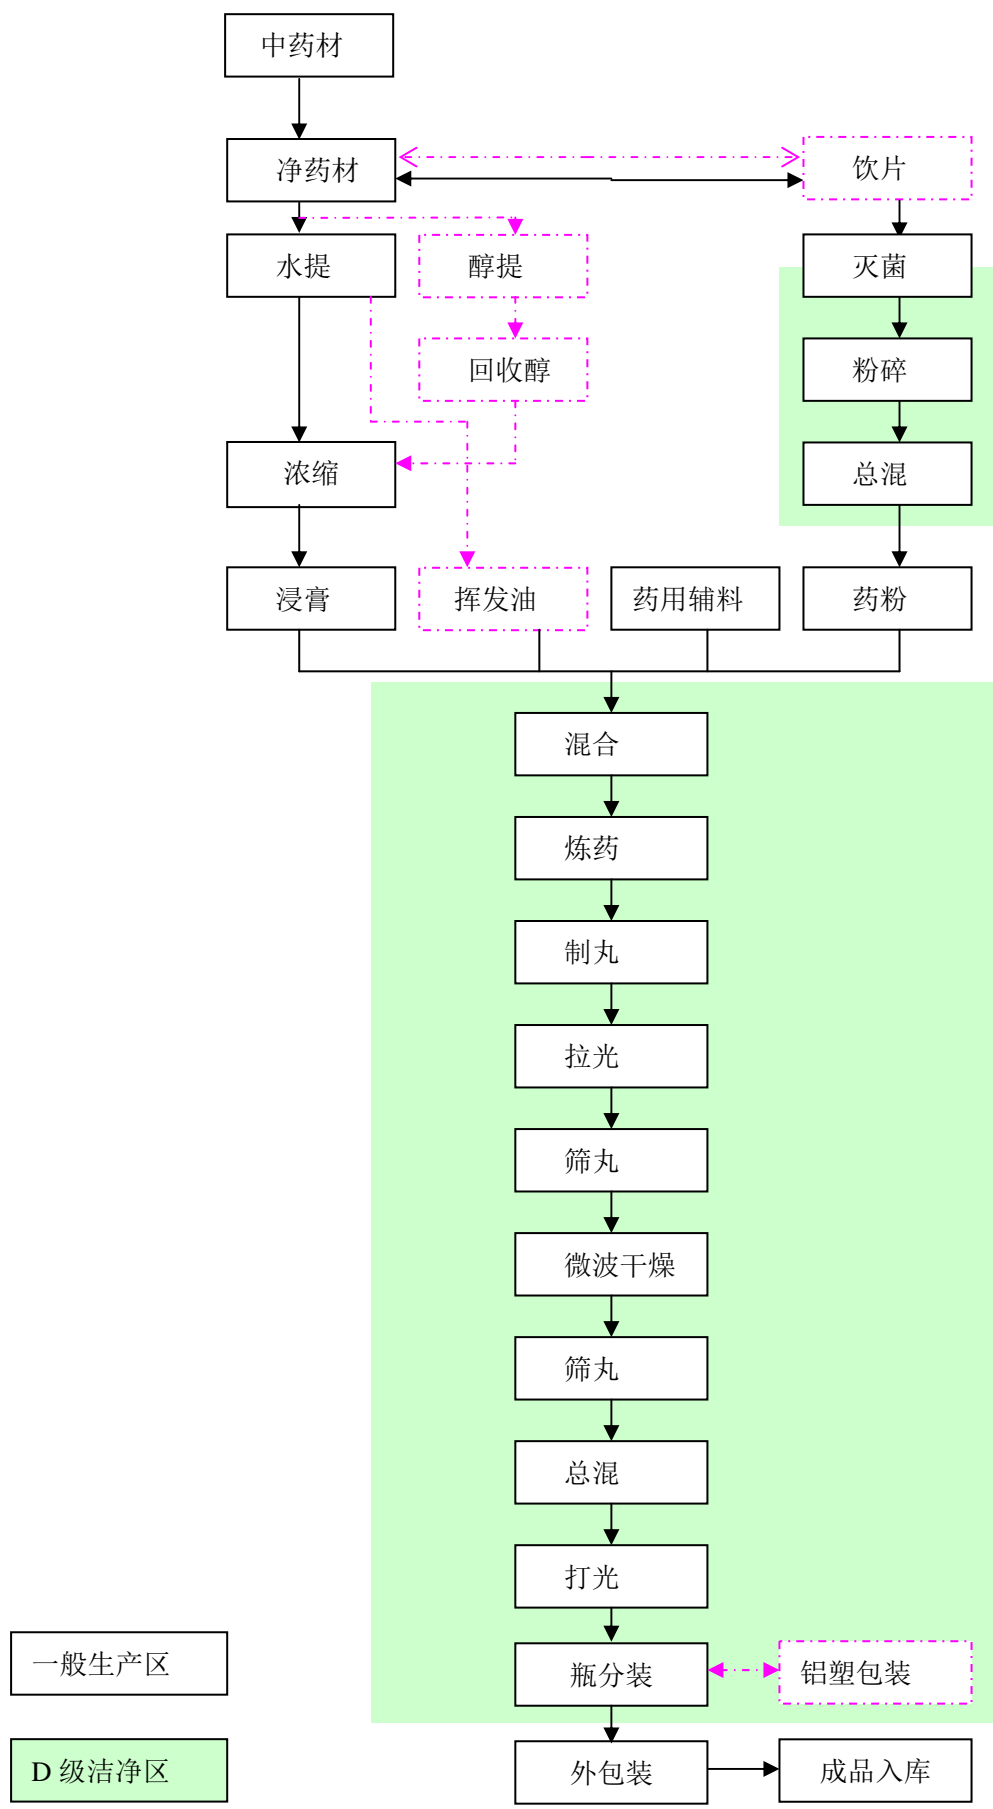 中药材
净药材
饮片
水提
醇提
灭菌
回收醇
粉碎
浓缩
总混
浸膏
挥发油
药用辅料
药粉
混合
炼药
制丸
拉光
筛丸
微波干燥
筛丸
总混
打光
一般生产区
瓶分装
铝塑包装
D 级洁净区
外包装
成品入库